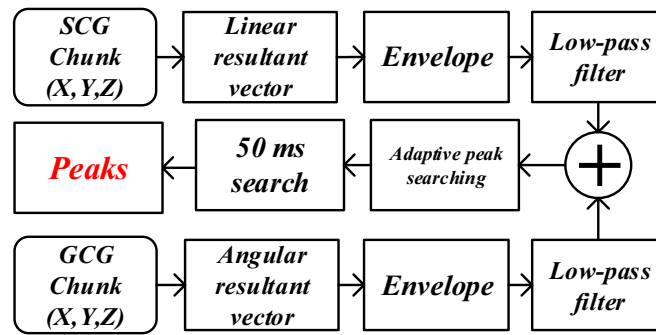 SCG
Chunk
(X,Y,Z)
Linear
resultant
vector
Envelope
Low-pass
filter
Peaks
50 ms
search
Adaptive peak
searching
+
GCG
Chunk
(X,Y,Z)
Angular
resultant
vector
Envelope
Low-pass
filter